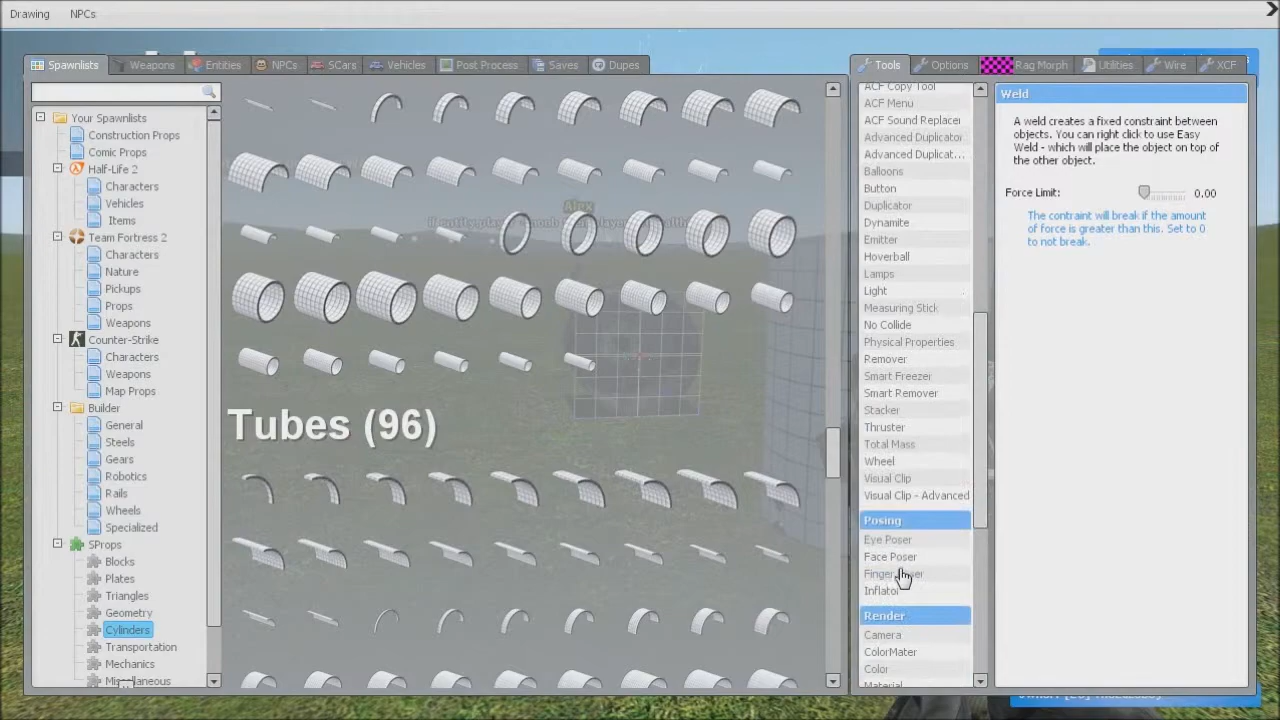 Drawing NPCs
Spawnlists Weapons Entities NPCs SCars Vehicles Post Process Saves Dupes
Tools Options Rag Morph Utilities Wire XCF
Your Spawnlists
Construction Props
Comic Props
Half-Life 2
Characters
Vehicles
Items
Team Fortress 2
Characters
Nature
Pickups
Props
Weapons
Counter-Strike
Characters
Weapons
Map Props
Builder
General
Steels
Gears
Robotics
Rails
Wheels
Specialized
SProps
Blocks
Plates
Triangles
Geometry
Cylinders
Transportation
Mechanics
Miscellaneous
Alex
Tubes (96)
ACF Copy Tool
ACF Menu
ACF Sound Replacer
Advanced Duplicator
Advanced Duplicat...
Balloons
Button
Duplicator
Dynamite
Emitter
Hoverball
Lamps
Light
Measuring Stick
No Collide
Physical Properties
Remover
Smart Freezer
Smart Remover
Stacker
Thruster
Total Mass
Wheel
Visual Clip
Visual Clip - Advanced
Posing
Eye Poser
Face Poser
Finger Poser
Inflator
Render
Camera
ColorMater
Color
Material
Weld
A weld creates a fixed constraint between
objects. You can right click to use Easy
Weld - which will place the object on top of
the other object.
Force Limit: 0.00
The contraint will break if the amount
of force is greater than this. Set to 0
to not break.